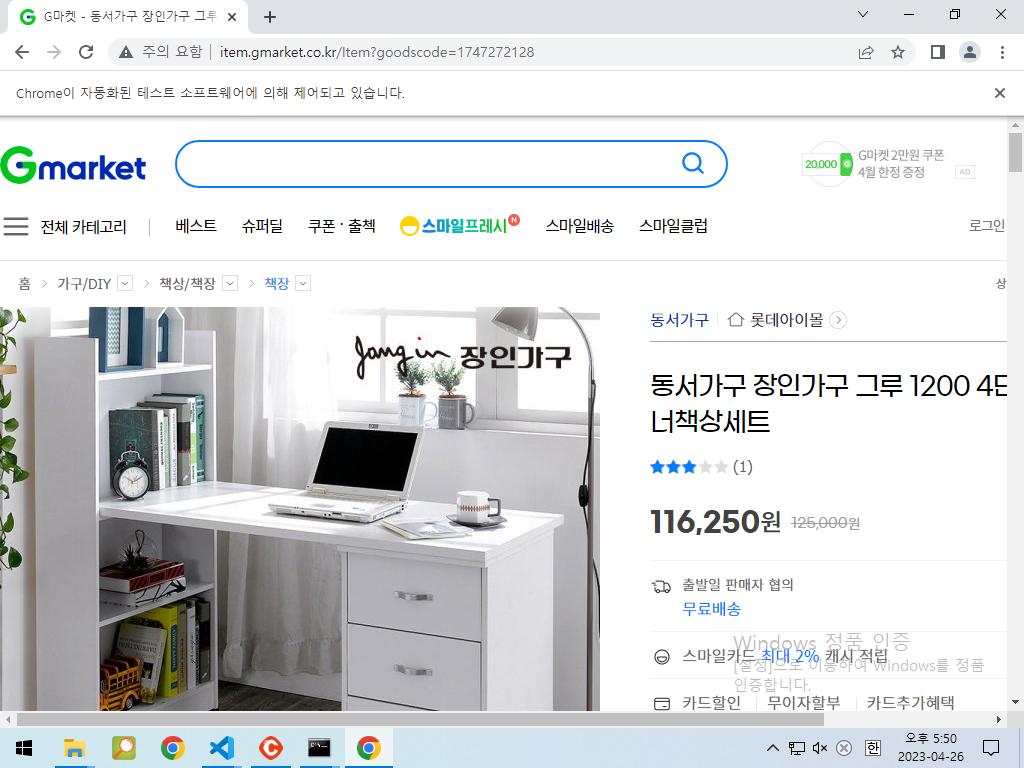 G마켓 - 동서가구 장인가구 그루
주의 요함 item.gmarket.co.kr/Item?goodscode=1747272128
Chrome이 자동화된 테스트 소프트웨어에 의해 제어되고 있습니다.
Gmarket
20,000 G
G마켓 2만원 쿠폰
4월 한정 증정
AD
전체 카테고리 베스트 슈퍼딜 쿠폰·출첵 스마일프레시 N 스마일배송 스마일클럽 로그인
홈 가구/DIY 책상/책장 책장 상
Jang in 장인가구
동서가구 롯데아이몰
동서가구 장인가구 그루 1200 4단
너책상세트
(1)
116,250원 125,000원
출발일 판매자 협의
무료배송
스마일카드 최대 2% 캐시 적립
카드할인 무이자할부 카드추가혜택
Windows 정품 인증
[설정]으로 이동하여 Windows를 정품
인증합니다.
한
오후 5:50
2023-04-26